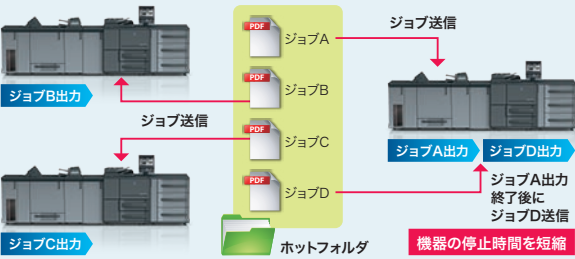 PDF
ジョブA
ジョブ送信
PDF
ジョブB
ジョブB出力
ジョブ送信
PDF
ジョブC
ジョブA出力
ジョブD出力
PDF
ジョブD
ジョブA出力
終了後に
ジョブD送信
ジョブC出力
ホットフォルダ
機器の停止時間を短縮